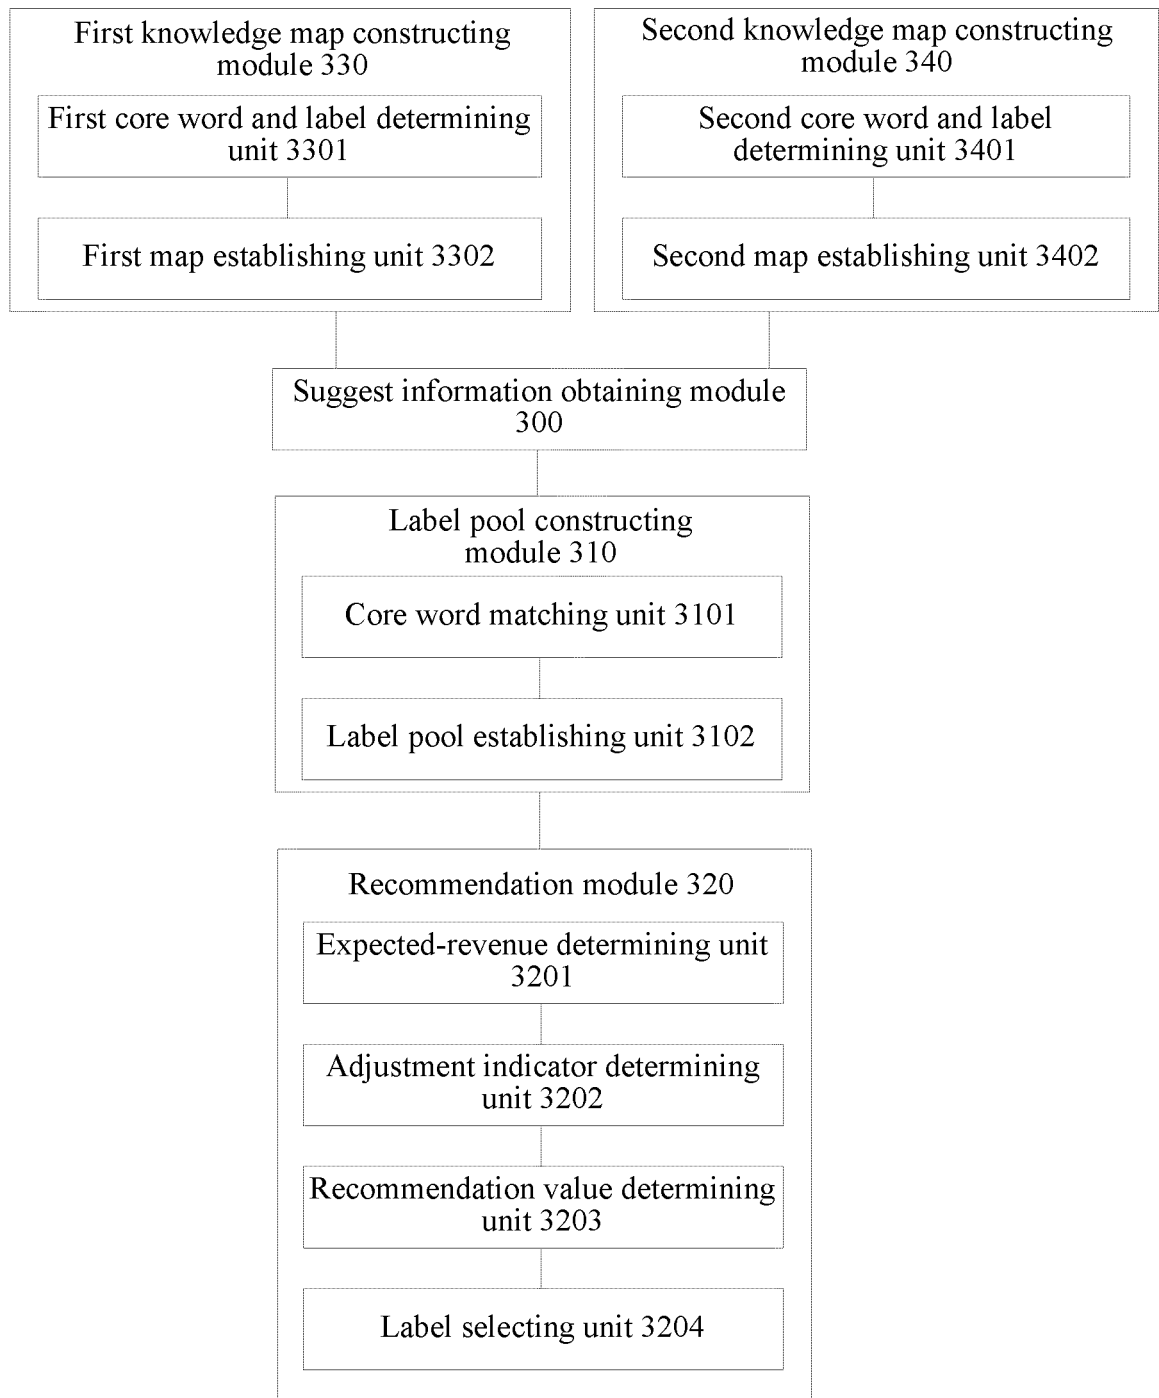 First knowledge map constructing
module 330
First core word and label determining
unit 3301
First map establishing unit 3302
Second knowledge map constructing
module 340
Second core word and label
determining unit 3401
Second map establishing unit 3402
Suggest information obtaining module
300
Label pool constructing
module 310
Core word matching unit 3101
Label pool establishing unit 3102
Recommendation module 320
Expected-revenue determining unit
3201
Adjustment indicator determining
unit 3202
Recommendation value determining
unit 3203
Label selecting unit 3204